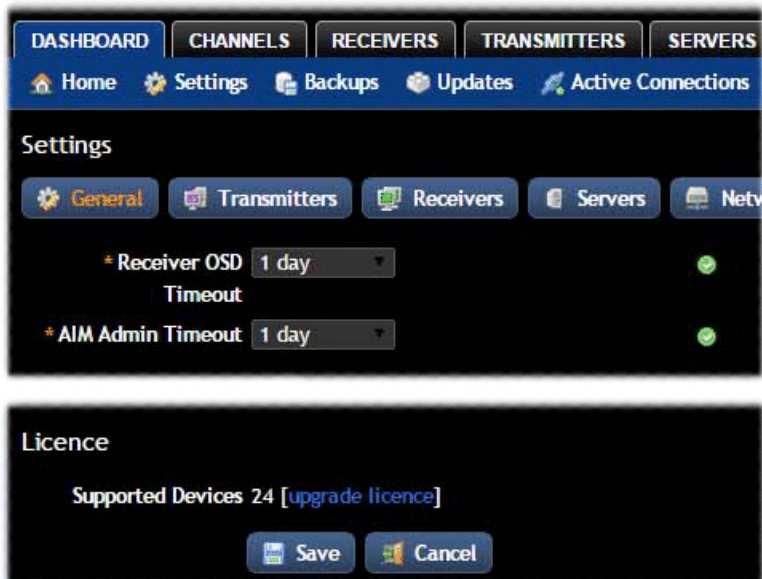 DASHBOARD CHANNELS RECEIVERS TRANSMITTERS SERVERS
Home Settings Backups Updates Active Connections
Settings
General Transmitters Receivers Servers Netw
* Receiver OSD Timeout 1 day
* AIM Admin Timeout 1 day
Licence
Supported Devices 24 [upgrade licence]
Save Cancel